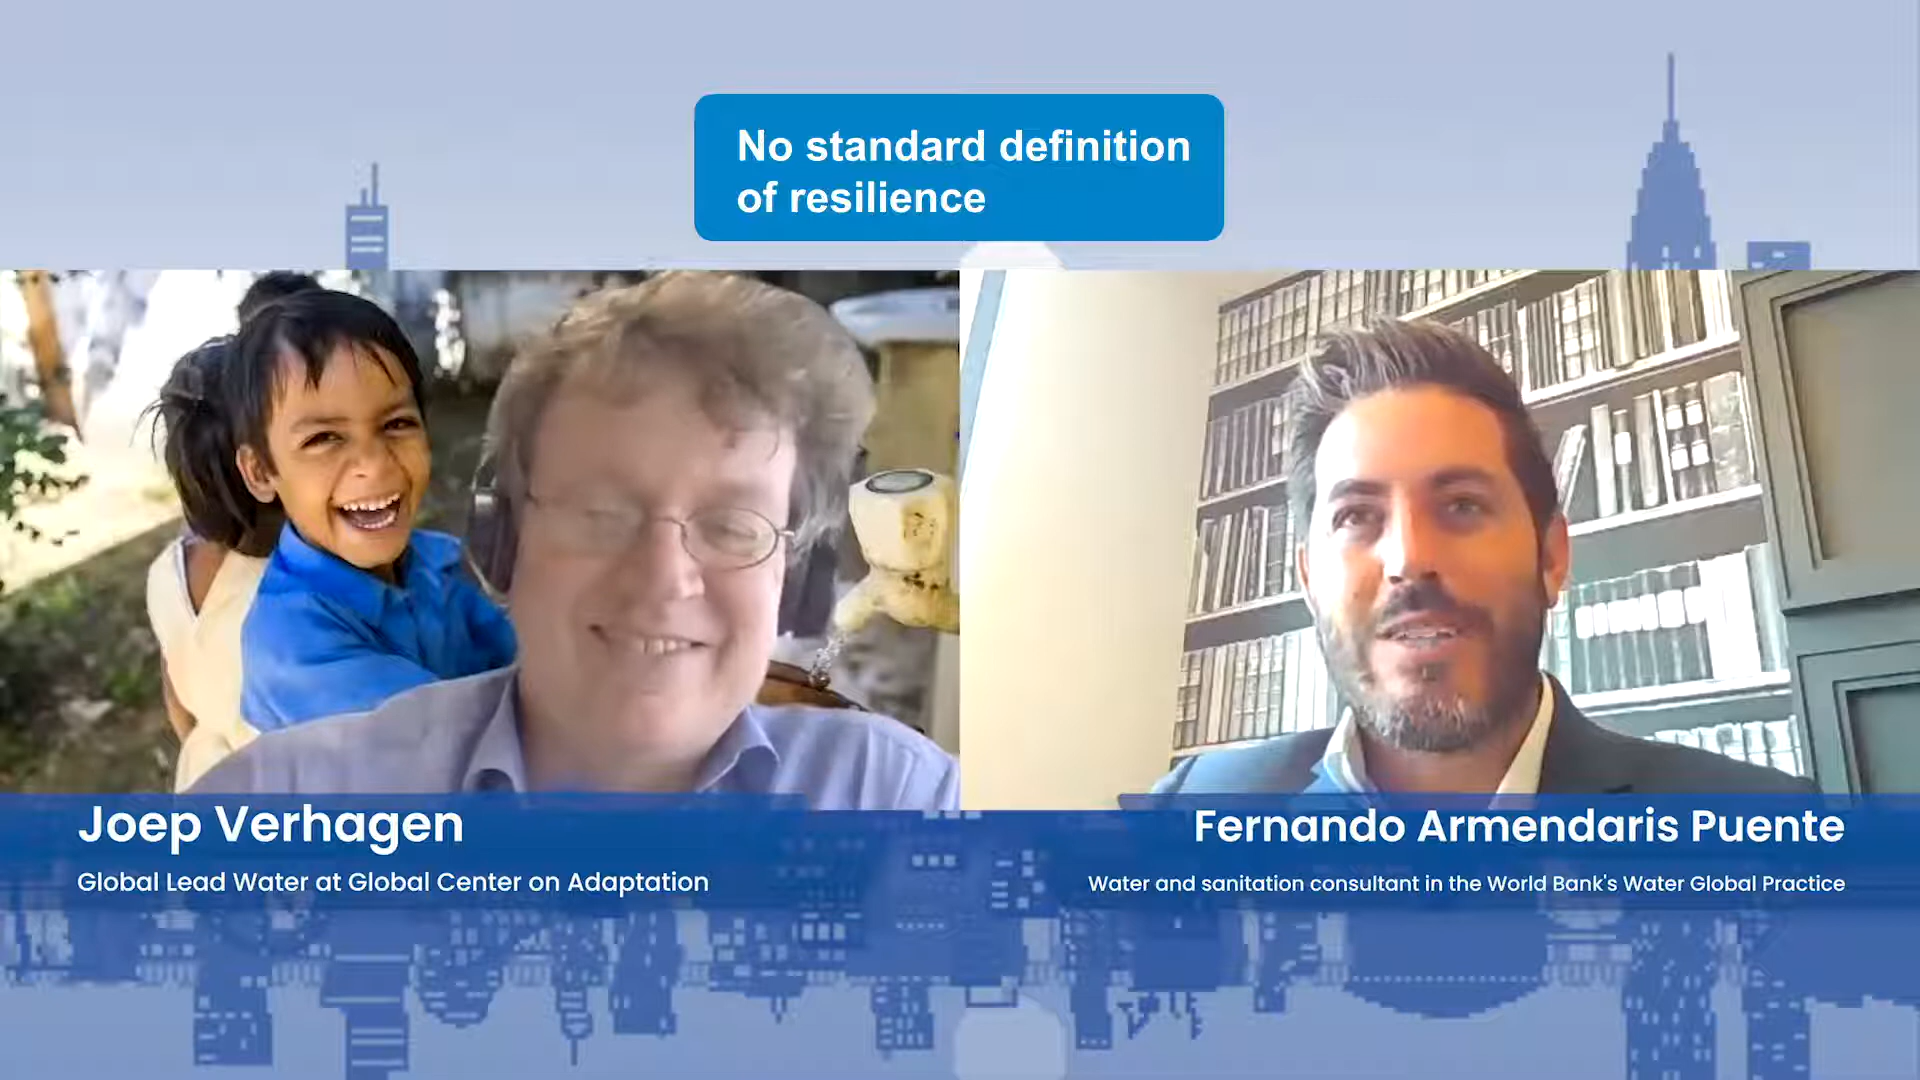 No standard definition
of resilience
Joep Verhagen
Global Lead Water at Global Center on Adaptation
Fernando Armendaris Puente
Water and sanitation consultant in the World Bank's Water Global Practice